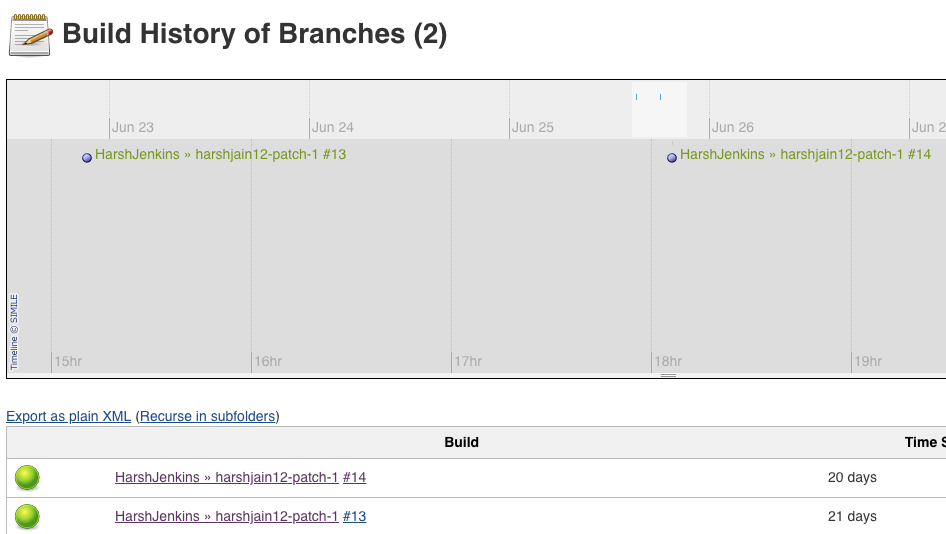 Build History of Branches (2)
Jun 23
Jun 24
Jun 25
Jun 26
Jun 2
HarshJenkins » harshjain12-patch-1 #13
HarshJenkins » harshjain12-patch-1 #14
Timeline © SIMILE
15hr
16hr
17hr
18hr
19hr
Export as plain XML (Recurse in subfolders)
Build
Time S
HarshJenkins » harshjain12-patch-1 #14
20 days
HarshJenkins » harshjain12-patch-1 #13
21 days